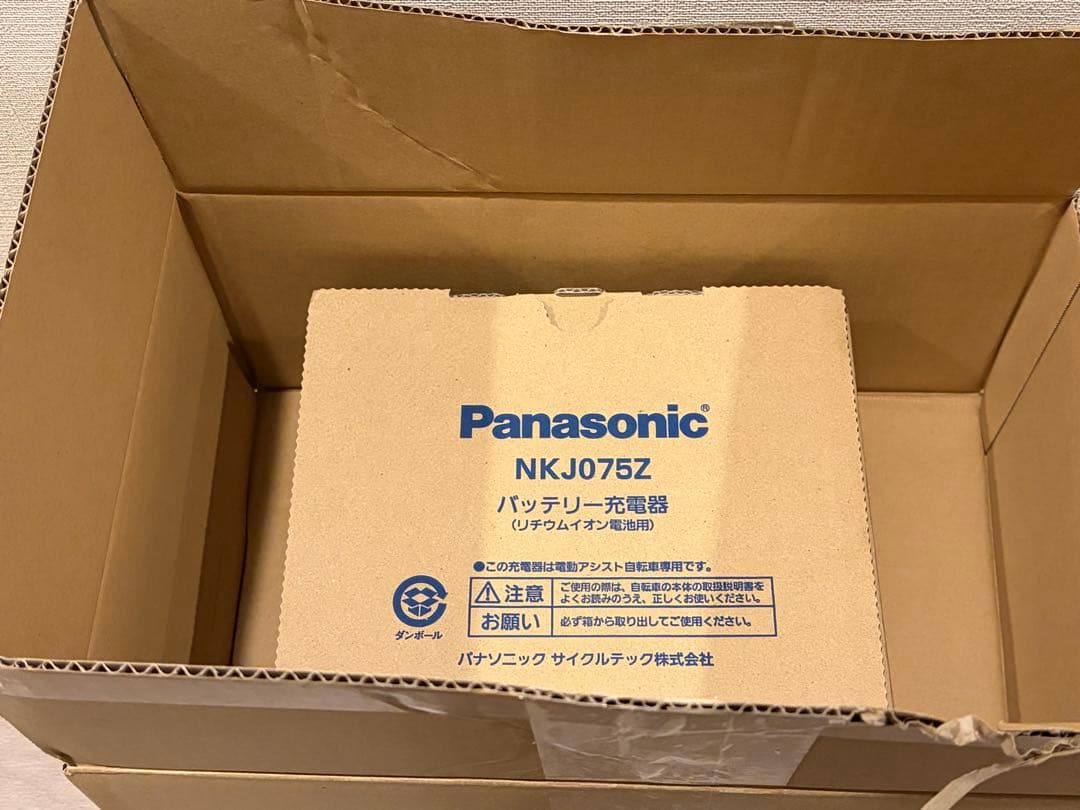 Panasonic®
NKJ075Z
バッテリー充電器
(リチウムイオン電池用)
●この充電器は電動アシスト自転車専用です。
注意
ご使用の際は、自転車の本体の取扱説明書を
よくお読みのうえ、正しくお使いください。
お願い
必ず箱から取り出してご使用ください。
ダンボール
パナソニック サイクルテック株式会社